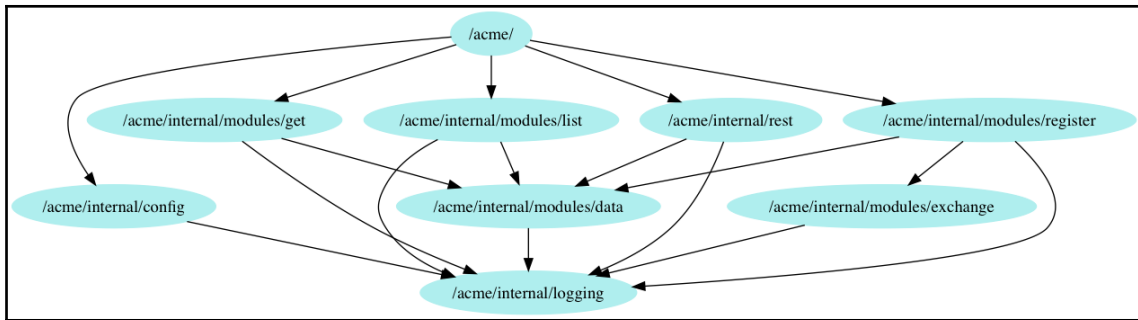 /acme/
/acme/internal/modules/get
/acme/internal/modules/list
/acme/internal/rest
/acme/internal/modules/register
/acme/internal/config
/acme/internal/modules/data
/acme/internal/modules/exchange
/acme/internal/logging